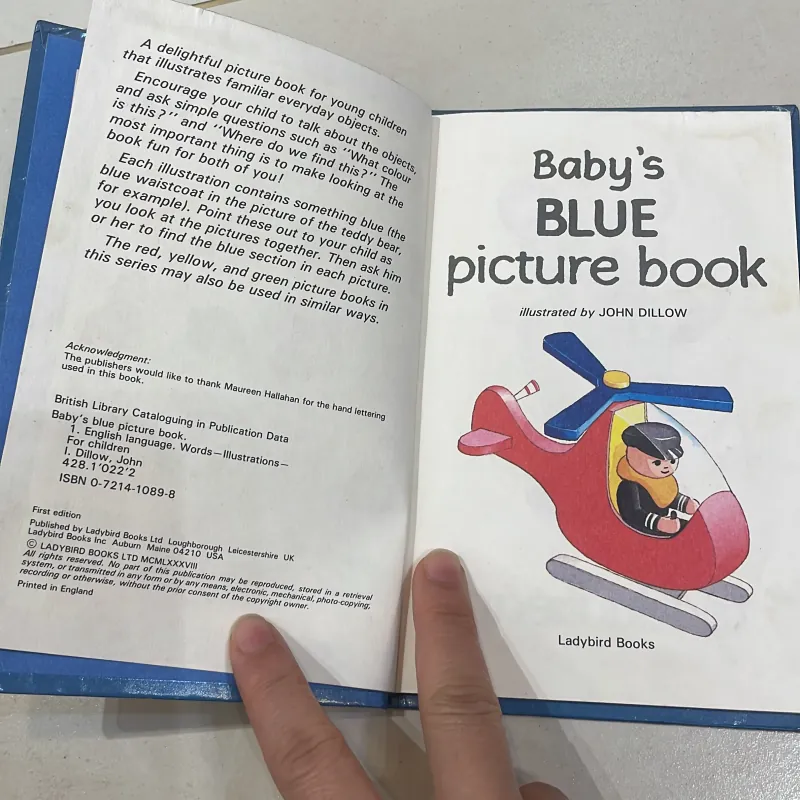 A delightful picture book for young children
that illustrates familiar everyday objects.
Encourage your child to talk about the objects,
and ask simple questions such as "What colour
is this?" and "Where do we find this?" The
most important thing is to make looking at the
book fun for both of you!
Each illustration contains something blue (the
blue waistcoat in the picture of the teddy bear,
for example). Point these out to your child as
you look at the pictures together. Then ask him
or her to find the blue section in each picture.
The red, yellow, and green picture books in
this series may also be used in similar ways.
Acknowledgment:
The publishers would like to thank Maureen Hallahan for the hand lettering
used in this book.
British Library Cataloguing in Publication Data
Baby's blue picture book.
1. English language. Words—Illustrations—
For children
I. Dillow, John
428.1'022'2
ISBN 0-7214-1089-8
First edition
Published by Ladybird Books Ltd Loughborough Leicestershire UK
Ladybird Books Inc Auburn Maine 04210 USA
© LADYBIRD BOOKS LTD MCMLXXXVIII
All rights reserved. No part of this publication may be reproduced, stored in a retrieval
system, or transmitted in any form or by any means, electronic, mechanical, photo-copying,
recording or otherwise, without the prior consent of the copyright owner.
Printed in England
Baby's
BLUE
picture book
illustrated by JOHN DILLOW
Ladybird Books